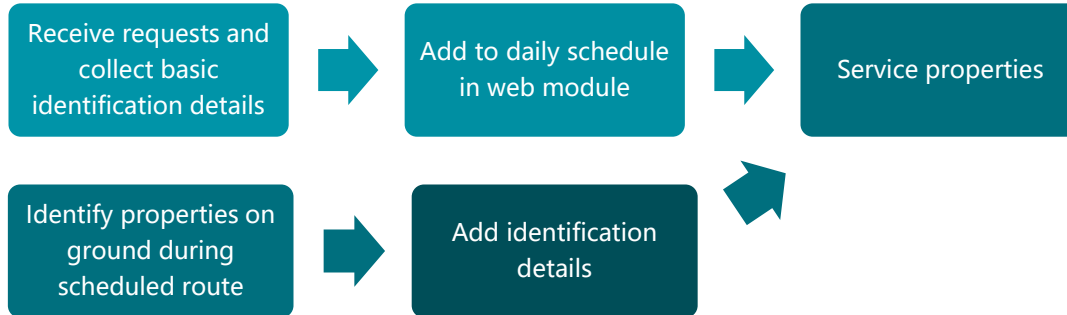 Receive requests and
collect basic
identification details
Add to daily schedule
in web module
Service properties
Identify properties on
ground during
scheduled route
Add identification
details